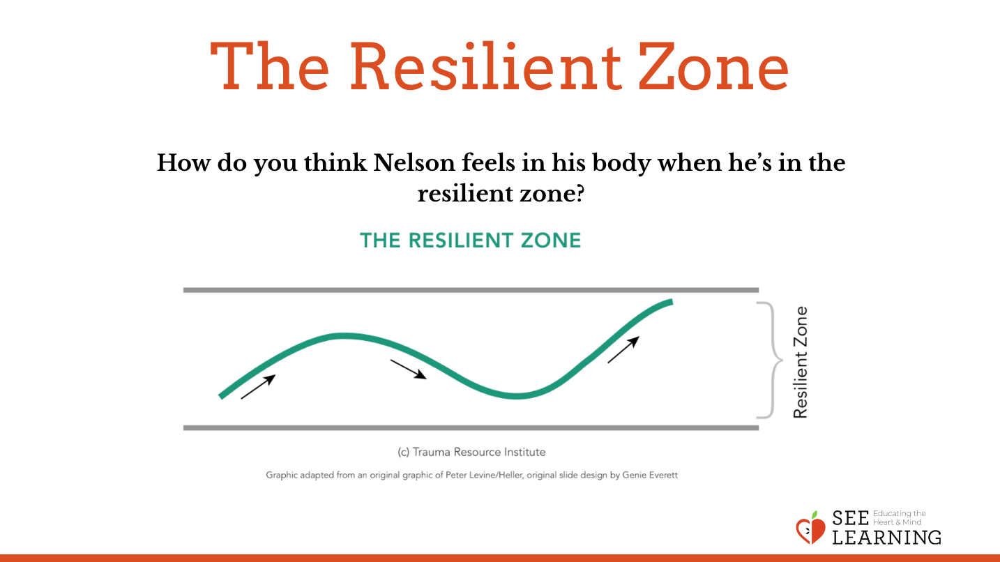 The Resilient Zone
How do you think Nelson feels in his body when he’s in the
resilient zone?
THE RESILIENT ZONE
Resilient Zone
(c) Trauma Resource Institute
Graphic adapted from an original graphic of Peter Levine/Heller, original slide design by Genie Everett
SEE Educating the
Heart & Mind
LEARNING